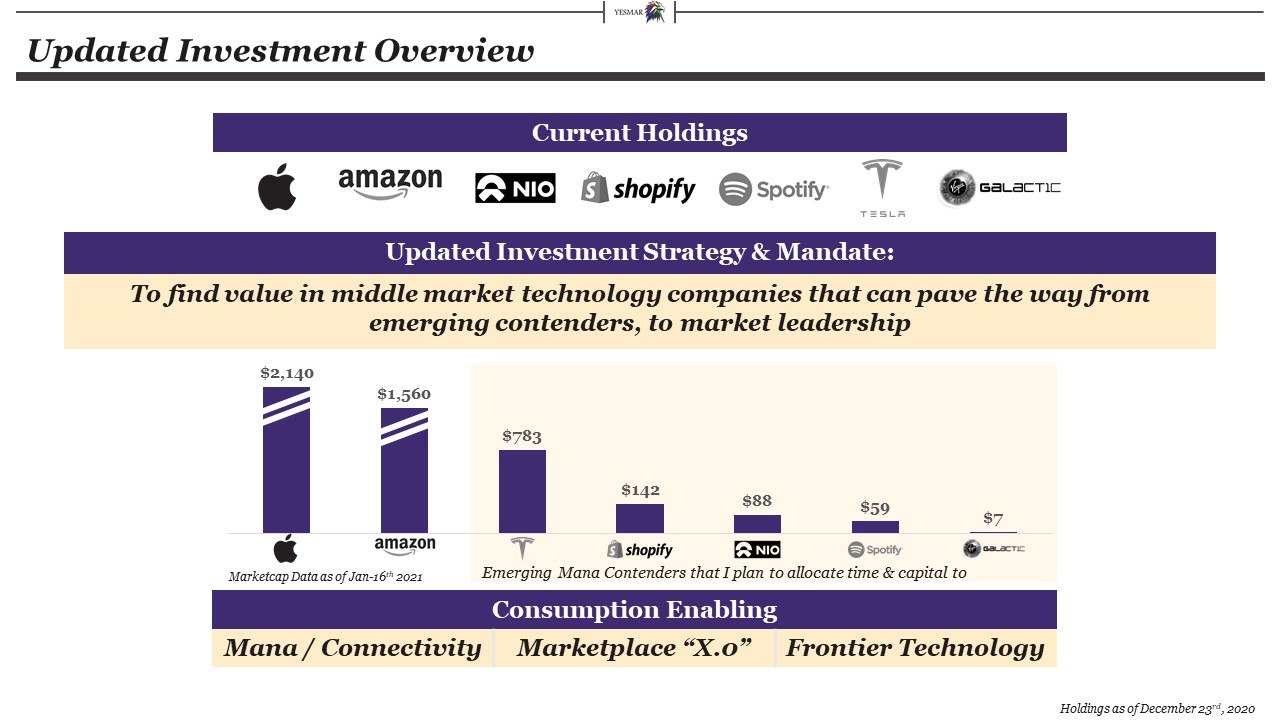 YESMAR
Updated Investment Overview
Current Holdings
amazon NIO shopify Spotify® TESLA Virgin GALACTIC
Updated Investment Strategy & Mandate:
To find value in middle market technology companies that can pave the way from
emerging contenders, to market leadership
$2,140
$1,560
$783
$142
$88
$59
$7
amazon shopify NIO Spotify GALACTIC
Marketcap Data as of Jan-16th 2021
Emerging Mana Contenders that I plan to allocate time & capital to
Consumption Enabling
Mana / Connectivity Marketplace “X.0” Frontier Technology
Holdings as of December 23rd, 2020